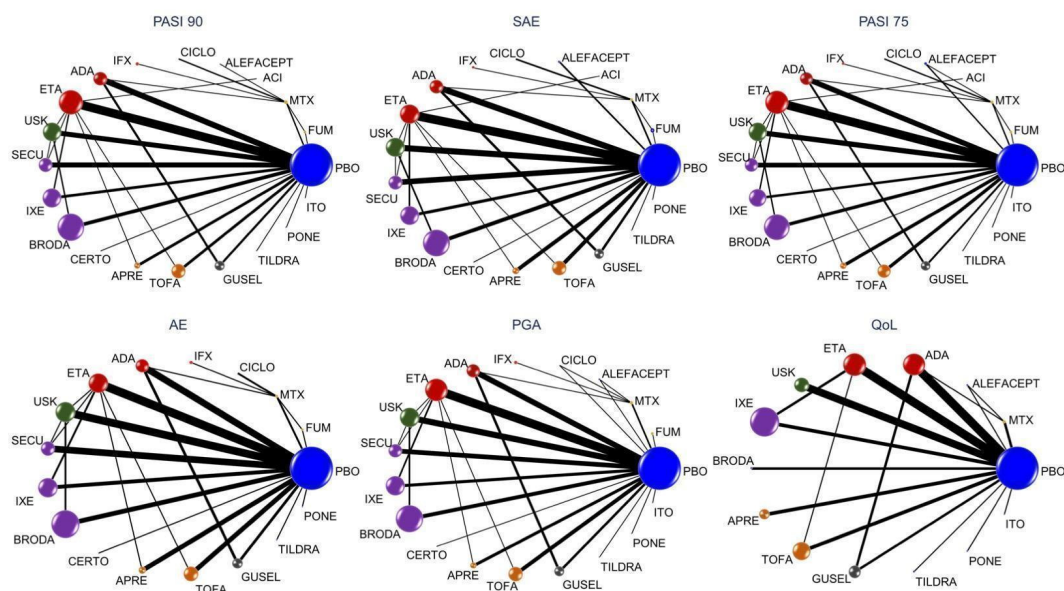 PASI 90
CICLO
IFX
ALEFACEPT
ADA
ACI
ETA
MTX
USK
FUM
SECU
PBO
IXE
ITO
BRODA
PONE
CERTO
TILDRA
APRE
GUSEL
TOFA
SAE
CICLO
ALEFACEPT
IFX
ACI
ADA
MTX
ETA
FUM
USK
PBO
SECU
IXE
PONE
TILDRA
BRODA
CERTO
GUSEL
APRE
TOFA
PASI 75
CICLO
IFX
ALEFACEPT
ADA
ACI
ETA
MTX
USK
FUM
SECU
PBO
IXE
ITO
BRODA
PONE
CERTO
TILDRA
APRE
GUSEL
TOFA
AE
IFX
ADA
CICLO
ETA
MTX
USK
FUM
SECU
PBO
IXE
PONE
BRODA
TILDRA
CERTO
GUSEL
APRE
TOFA
PGA
IFX
CICLO
ADA
ALEFACEPT
ETA
MTX
USK
FUM
SECU
PBO
IXE
ITO
BRODA
PONE
CERTO
TILDRA
APRE
GUSEL
TOFA
QoL
ETA
ADA
USK
ALEFACEPT
IXE
MTX
BRODA
PBO
APRE
ITO
TOFA
PONE
GUSEL
TILDRA